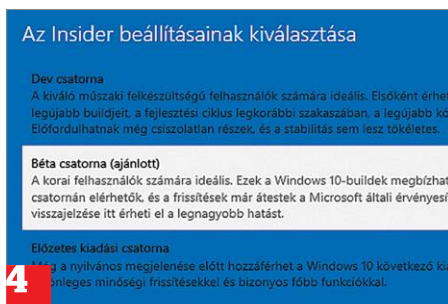 Az Insider beállításainak kiválasztása
Dev csatorna
A kiváló műszaki felkészültségű felhasználók számára ideális. Elsőként érhet
legújabb buildjeit, a fejlesztési ciklus legkorábbi szakaszában, a legújabb kó
Előfordulhatnak még csiszolatlan részek, és a stabilitás sem lesz tökéletes.
Béta csatorna (ajánlott)
A korai felhasználók számára ideális. Ezek a Windows 10-buildek megbízhat
csatornán elérhetők, és a frissítések már átestek a Microsoft általi érvényesí
visszajelzése itt érheti el a legnagyobb hatást.
Előzetes kiadási csatorna
a nyilvános megjelenése előtt hozzáférhet a Windows 10 következő kia
minőségi frissítésekkel és bizonyos főbb funkciókkal.
4